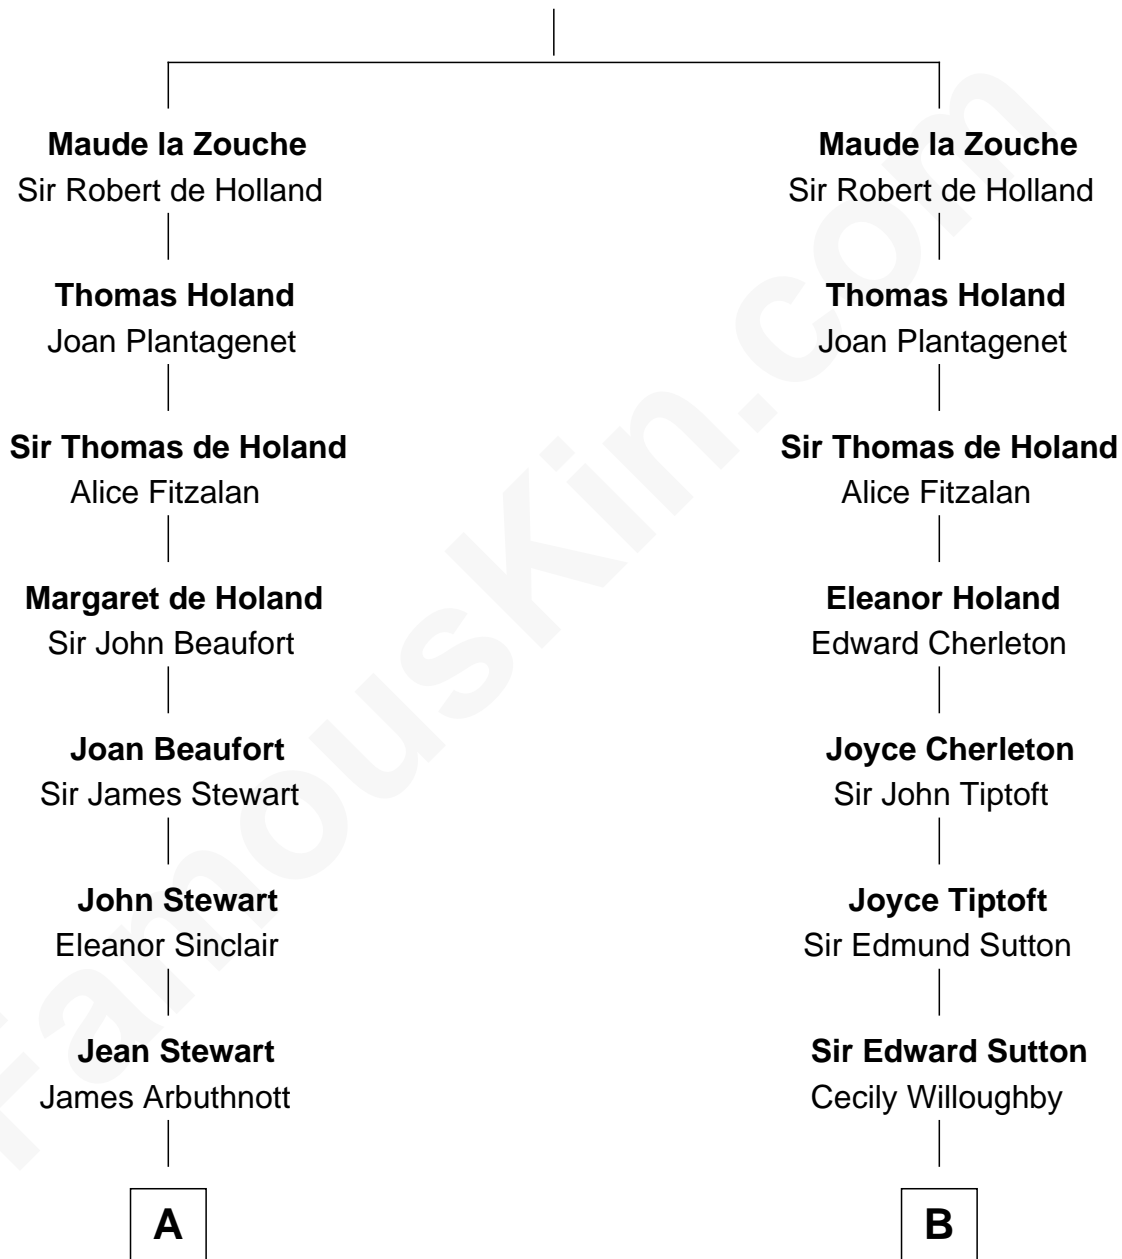 Maude la Zouche
Sir Robert de Holland
Thomas Holand
Joan Plantagenet
Sir Thomas de Holand
Alice Fitzalan
Margaret de Holand
Sir John Beaufort
Joan Beaufort
Sir James Stewart
John Stewart
Eleanor Sinclair
Jean Stewart
James Arbuthnott
A
Maude la Zouche
Sir Robert de Holland
Thomas Holand
Joan Plantagenet
Sir Thomas de Holand
Alice Fitzalan
Eleanor Holand
Edward Cherleton
Joyce Cherleton
Sir John Tiptoft
Joyce Tiptoft
Sir Edmund Sutton
Sir Edward Sutton
Cecily Willoughby
B
FamousKin.com